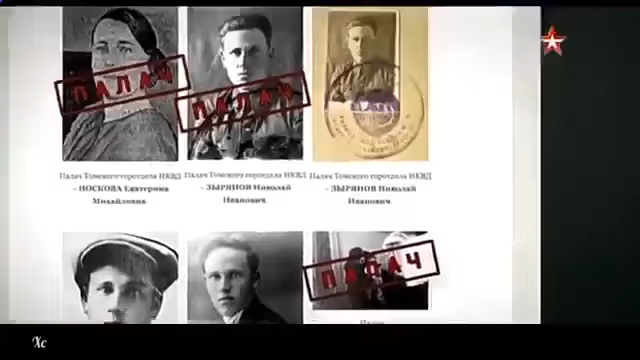 ПАЛАЧ
ПАЛАЧ
Палач Томского горотдела НКВД
– НОСКОВА Екатерина
Михайловна.
Палач Томского горотдела НКВД
– ЗЫРЯНОВ Николай
Иванович.
Палач Томского горотдела НКВД
– ЗЫРЯНОВ Николай
Иванович.
ПАЛАЧ
Хс